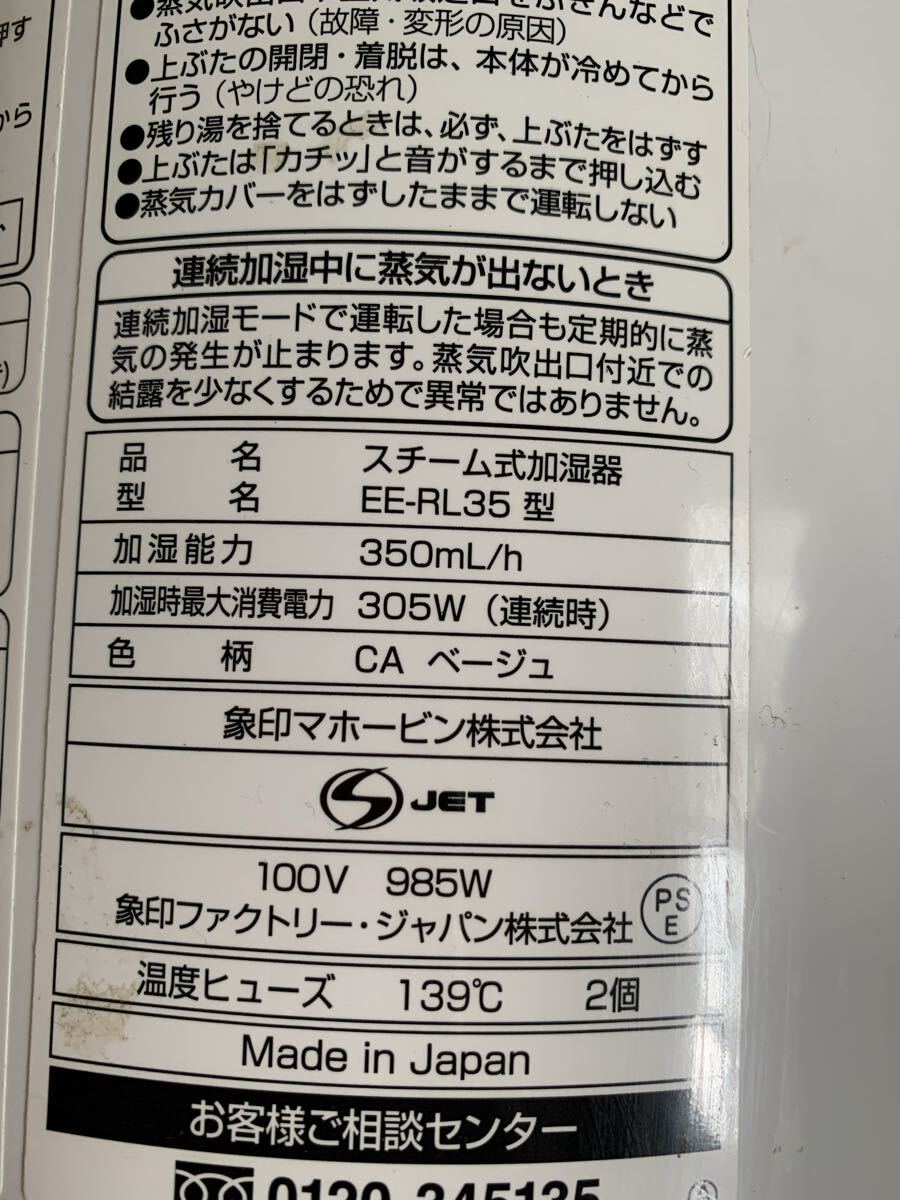 ふさがない(故障・変形の原因)
●上ぶたの開閉・着脱は、本体が冷めてから
行う(やけどの恐れ)
●残り湯を捨てるときは、必ず、上ぶたをはずす
●上ぶたは「カチッ」と音がするまで押し込む
●蒸気カバーをはずしたままで運転しない
連続加湿中に蒸気が出ないとき
連続加湿モードで運転した場合も定期的に蒸
気の発生が止まります。蒸気吹出口付近での
結露を少なくするためで異常ではありません。
品名 スチーム式加湿器
型名 EE-RL35 型
加湿能力 350mL/h
加湿時最大消費電力 305W(連続時)
色柄 CA ベージュ
象印マホービン株式会社
S JET
100V 985W
象印ファクトリー・ジャパン株式会社 PSE
温度ヒューズ 139℃ 2個
Made in Japan
お客様ご相談センター
0120-345135
押す
から